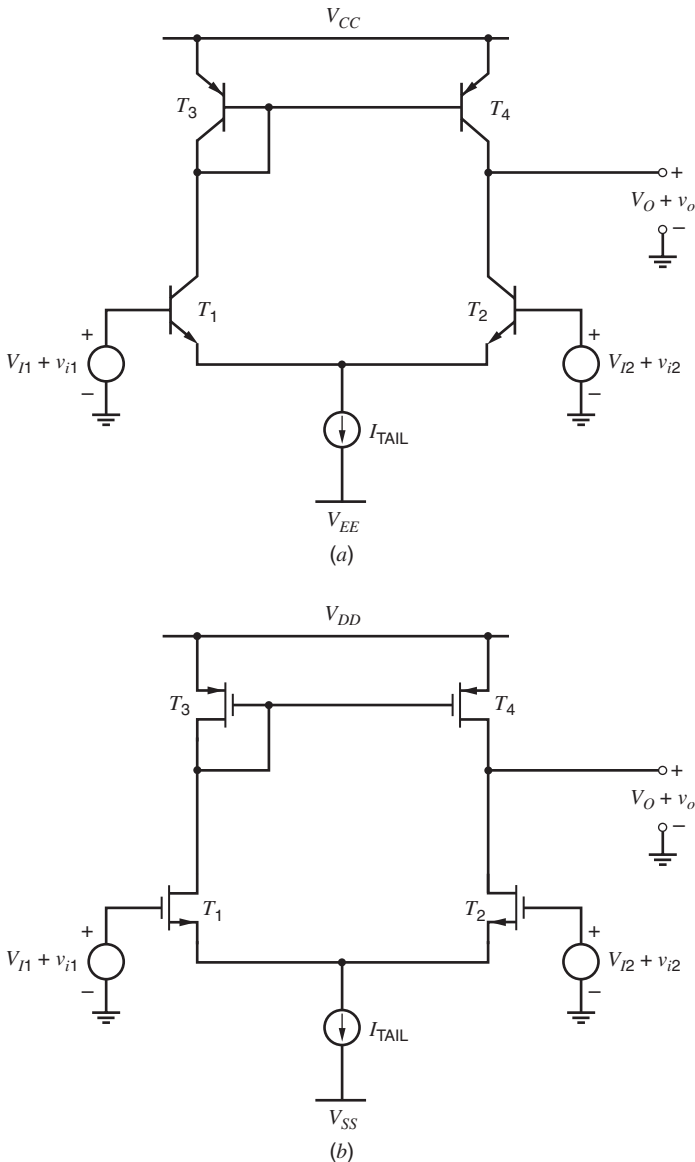 V_CC
T_3
T_4
+
V_O + v_o
−
T_1
T_2
+
+
V_I1 + v_i1
V_I2 + v_i2
−
−
I_TAIL
V_EE
(a)
V_DD
T_3
T_4
+
V_O + v_o
−
T_1
T_2
+
+
V_I1 + v_i1
V_I2 + v_i2
−
−
I_TAIL
V_SS
(b)